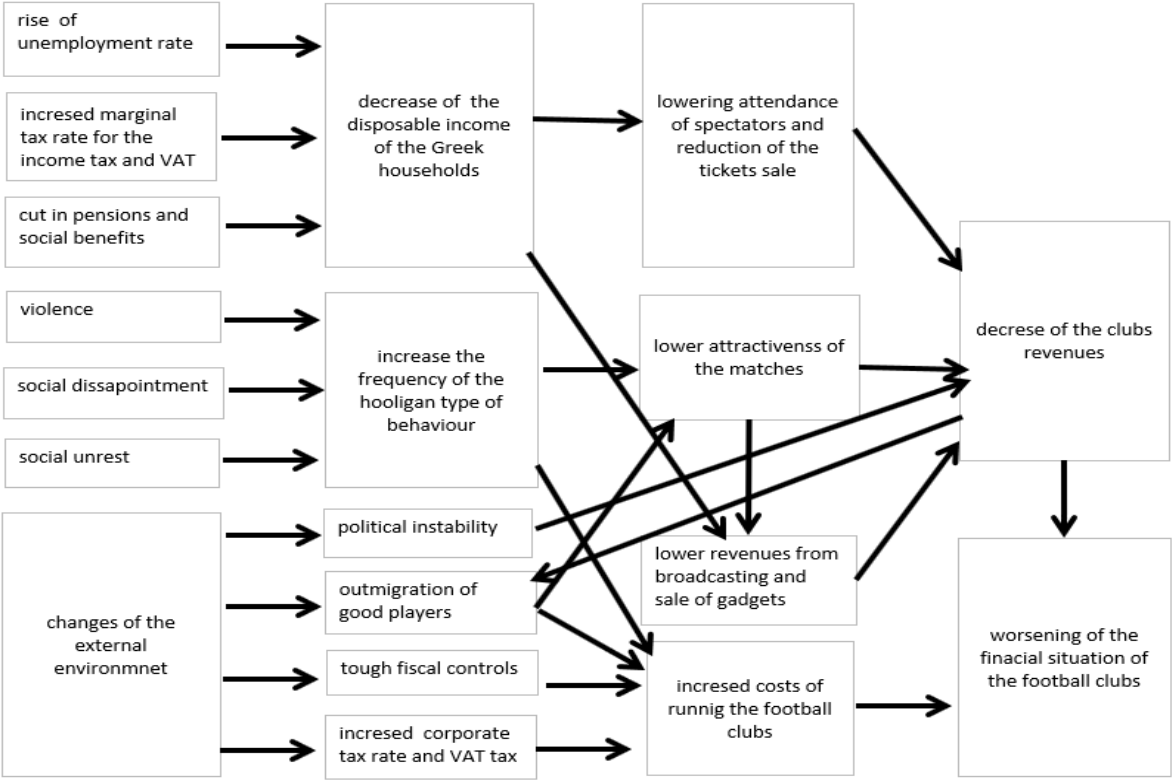 rise of
unemployment rate
incresed marginal
tax rate for the
income tax and VAT
cut in pensions and
social benefits
violence
social dissapointment
social unrest
changes of the
external
environmnet
decrease of the
disposable income
of the Greek
households
increase the
frequency of the
hooligan type of
behaviour
political instability
outmigration of
good players
tough fiscal controls
incresed corporate
tax rate and VAT tax
lowering attendance
of spectators and
reduction of the
tickets sale
lower attractivenss of
the matches
lower revenues from
broadcasting and
sale of gadgets
incresed costs of
runnig the football
clubs
decrese of the clubs
revenues
worsening of the
finacial situation of
the football clubs